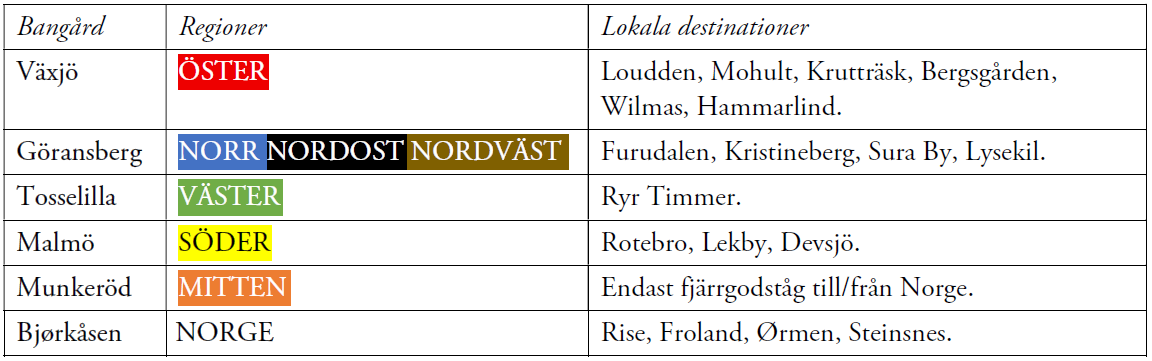 Bangård Regioner Lokala destinationer
Växjö ÖSTER Loudden, Mohult, Krutträsk, Bergsgården,
Wilmas, Hammarlind.
Göransberg NORR NORDOST NORDVÄST Furudalen, Kristineberg, Sura By, Lysekil.
Tosselilla VÄSTER Ryr Timmer.
Malmö SÖDER Rotebro, Lekby, Devsjö.
Munkeröd MITTEN Endast fjärrgodståg till/från Norge.
Bjørkåsen NORGE Rise, Froland, Ørmen, Steinsnes.